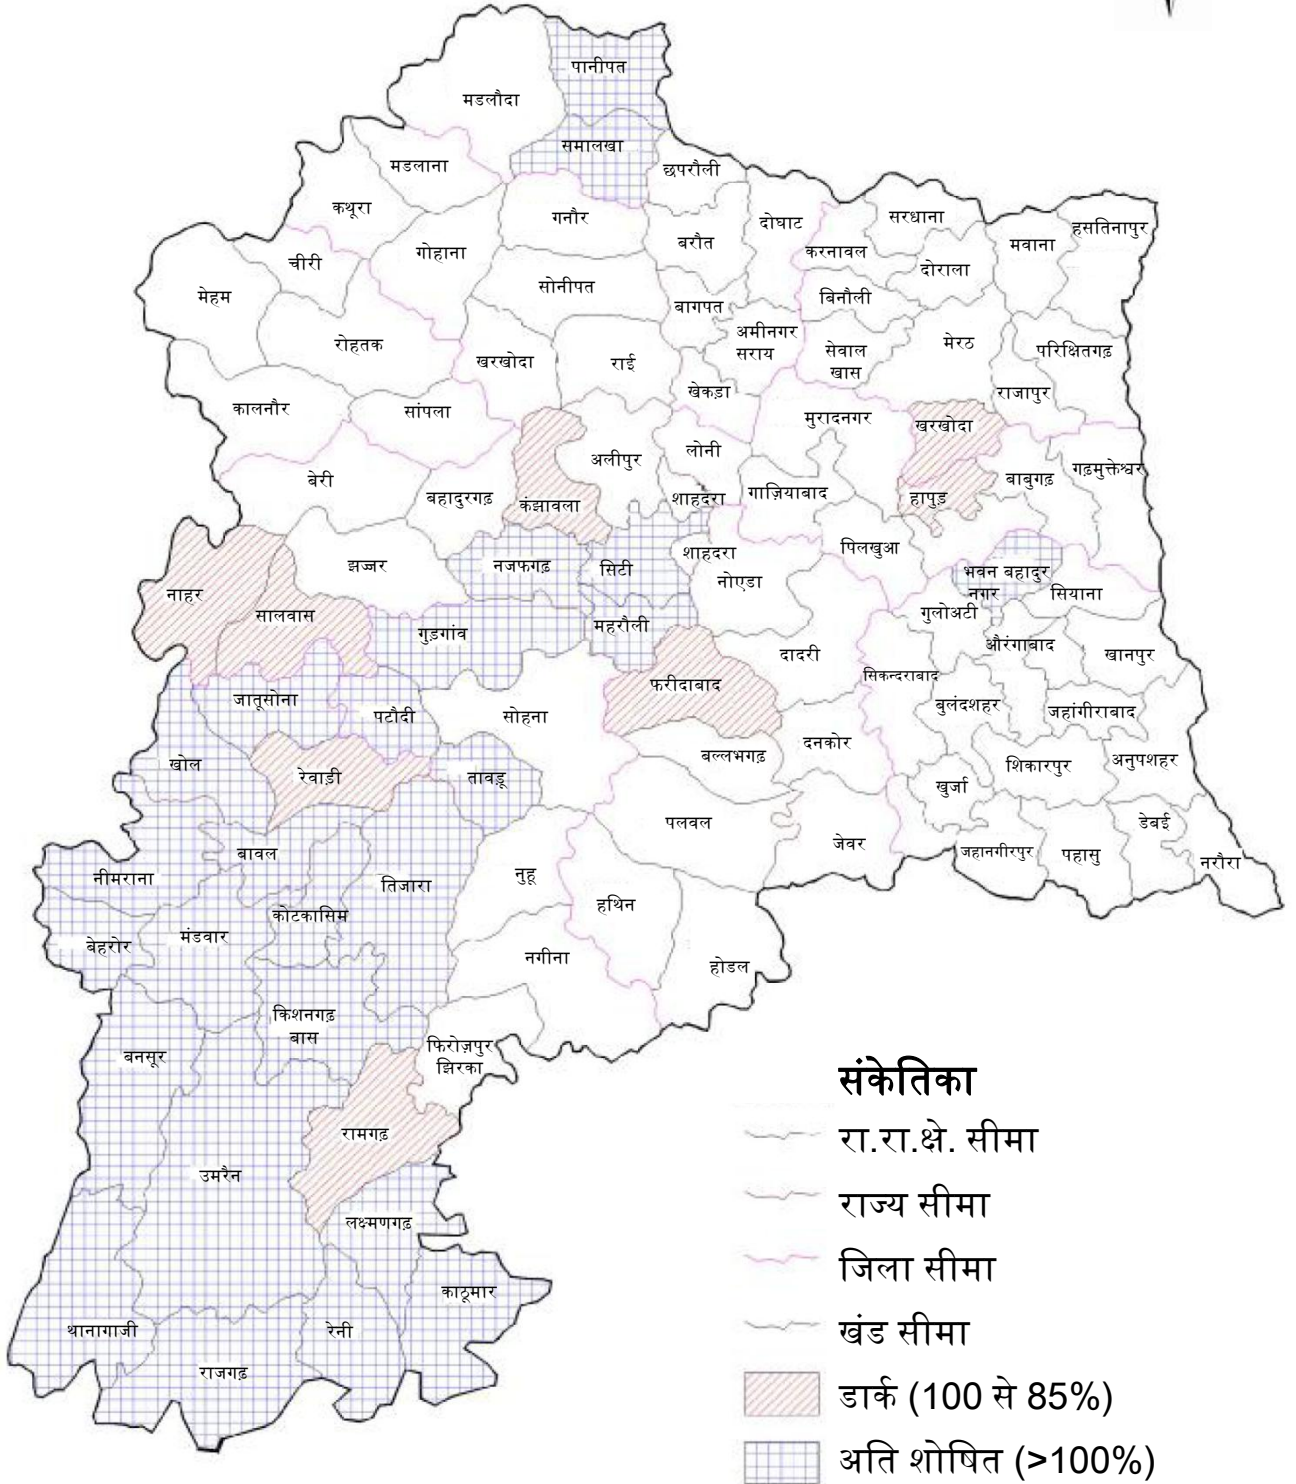 पानीपत
मडलौदा
समालखा
मडलाना
छपरौली
कथूरा
गनौर
दोघाट
सरधाना
हसतिनापुर
बरौत
करनावल
मवाना
चीरी
गोहाना
दोराला
मेहम
सोनीपत
बिनौली
बागपत
रोहतक
अमीनगर
सराय
मेरठ
खरखोदा
राई
सेवाल
खास
परिक्षितगढ़
खेकड़ा
राजापुर
कालनौर
सांपला
मुरादनगर
खरखोदा
लोनी
अलीपुर
बेरी
बाबुगढ़
गढ़मुक्तेश्वर
बहादुरगढ़
कंझावला
शाहदरा
गाज़ियाबाद
हापुड़
झज्जर
नजफगढ़
सिटी
शाहदरा
पिलखुआ
नोएडा
भवन बहादुर
नगर
नाहर
सियाना
सालवास
गुलोअटी
गुड़गांव
महरौली
औरंगाबाद
दादरी
खानपुर
सिकन्दराबाद
फरीदाबाद
जातूसोना
पटौदी
सोहना
बुलंदशहर
जहांगीराबाद
दनकोर
बल्लभगढ़
खोल
रेवाड़ी
तावडू
शिकारपुर
अनुपशहर
खुर्जा
पलवल
डेबई
जेवर
बावल
जहानगीरपुर
पहासु
नरौरा
नीमराना
तिजारा
नुहू
हथिन
कोटकासिम
मंडवार
बेहरोर
नगीना
होडल
किशनगढ़
बास
बनसूर
फिरोज़पुर
झिरका
रामगढ़
उमरैन
लक्ष्मणगढ़
काठूमार
थानागाजी
रेनी
राजगढ़
संकेतिका
रा.रा.क्षे. सीमा
राज्य सीमा
जिला सीमा
खंड सीमा
डार्क (100 से 85%)
अति शोषित (>100%)